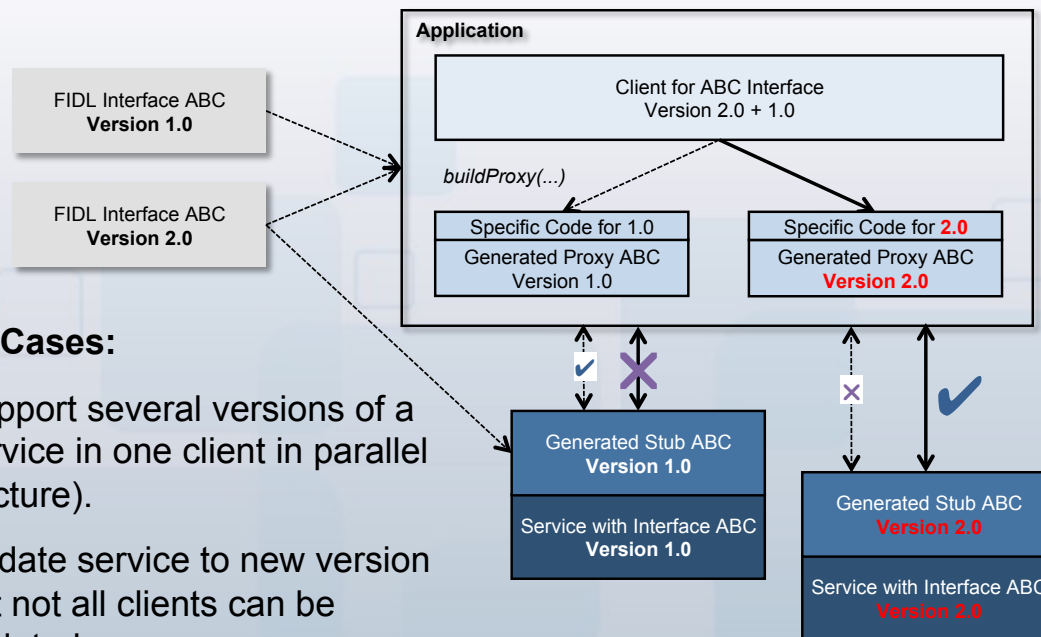 Application
FIDL Interface ABC
Version 1.0
Client for ABC Interface
Version 2.0 + 1.0
FIDL Interface ABC
Version 2.0
buildProxy(...)
Specific Code for 1.0
Generated Proxy ABC
Version 1.0
Specific Code for 2.0
Generated Proxy ABC
Version 2.0
Cases:
pport several versions of a
rvice in one client in parallel
cture).
date service to new version
t not all clients can be
Generated Stub ABC
Version 1.0
Service with Interface ABC
Version 1.0
Generated Stub ABC
Version 2.0
Service with Interface ABC
Version 2.0